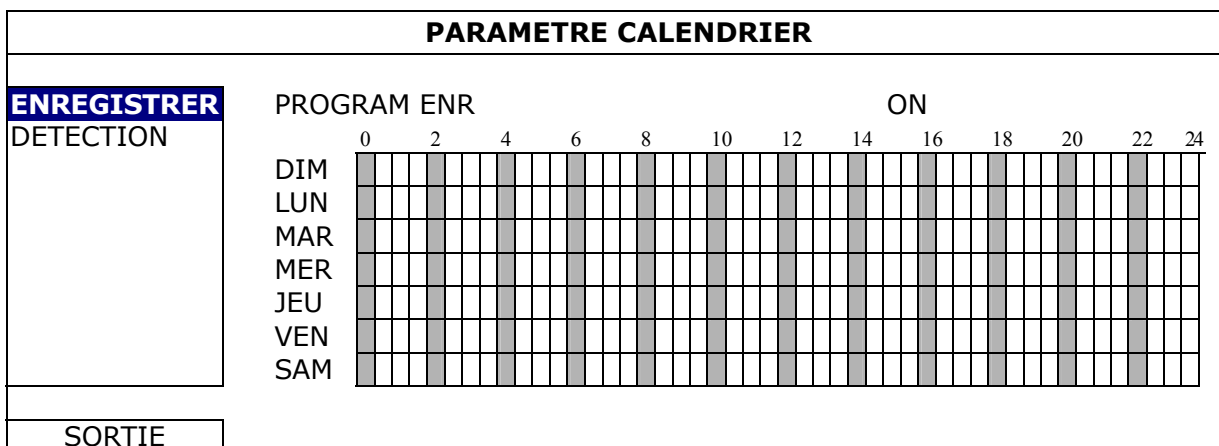 PARAMETRE CALENDRIER
ENREGISTRER
DETECTION
PROGRAM ENR ON
0 2 4 6 8 10 12 14 16 18 20 22 24
DIM
LUN
MAR
MER
JEU
VEN
SAM
SORTIE